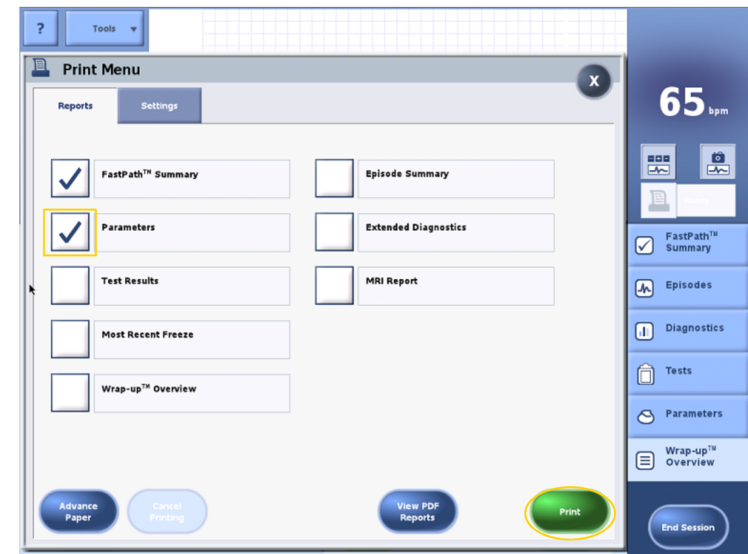 ?
Tools
Print Menu
X
Reports
Settings
65 bpm
FastPath™ Summary
Episode Summary
Parameters
Extended Diagnostics
Test Results
MRI Report
Most Recent Freeze
Wrap-up™ Overview
Advance
Paper
Cancel
Printing
View PDF
Reports
Print
FastPath™
Summary
Episodes
Diagnostics
Tests
Parameters
Wrap-up™
Overview
End Session